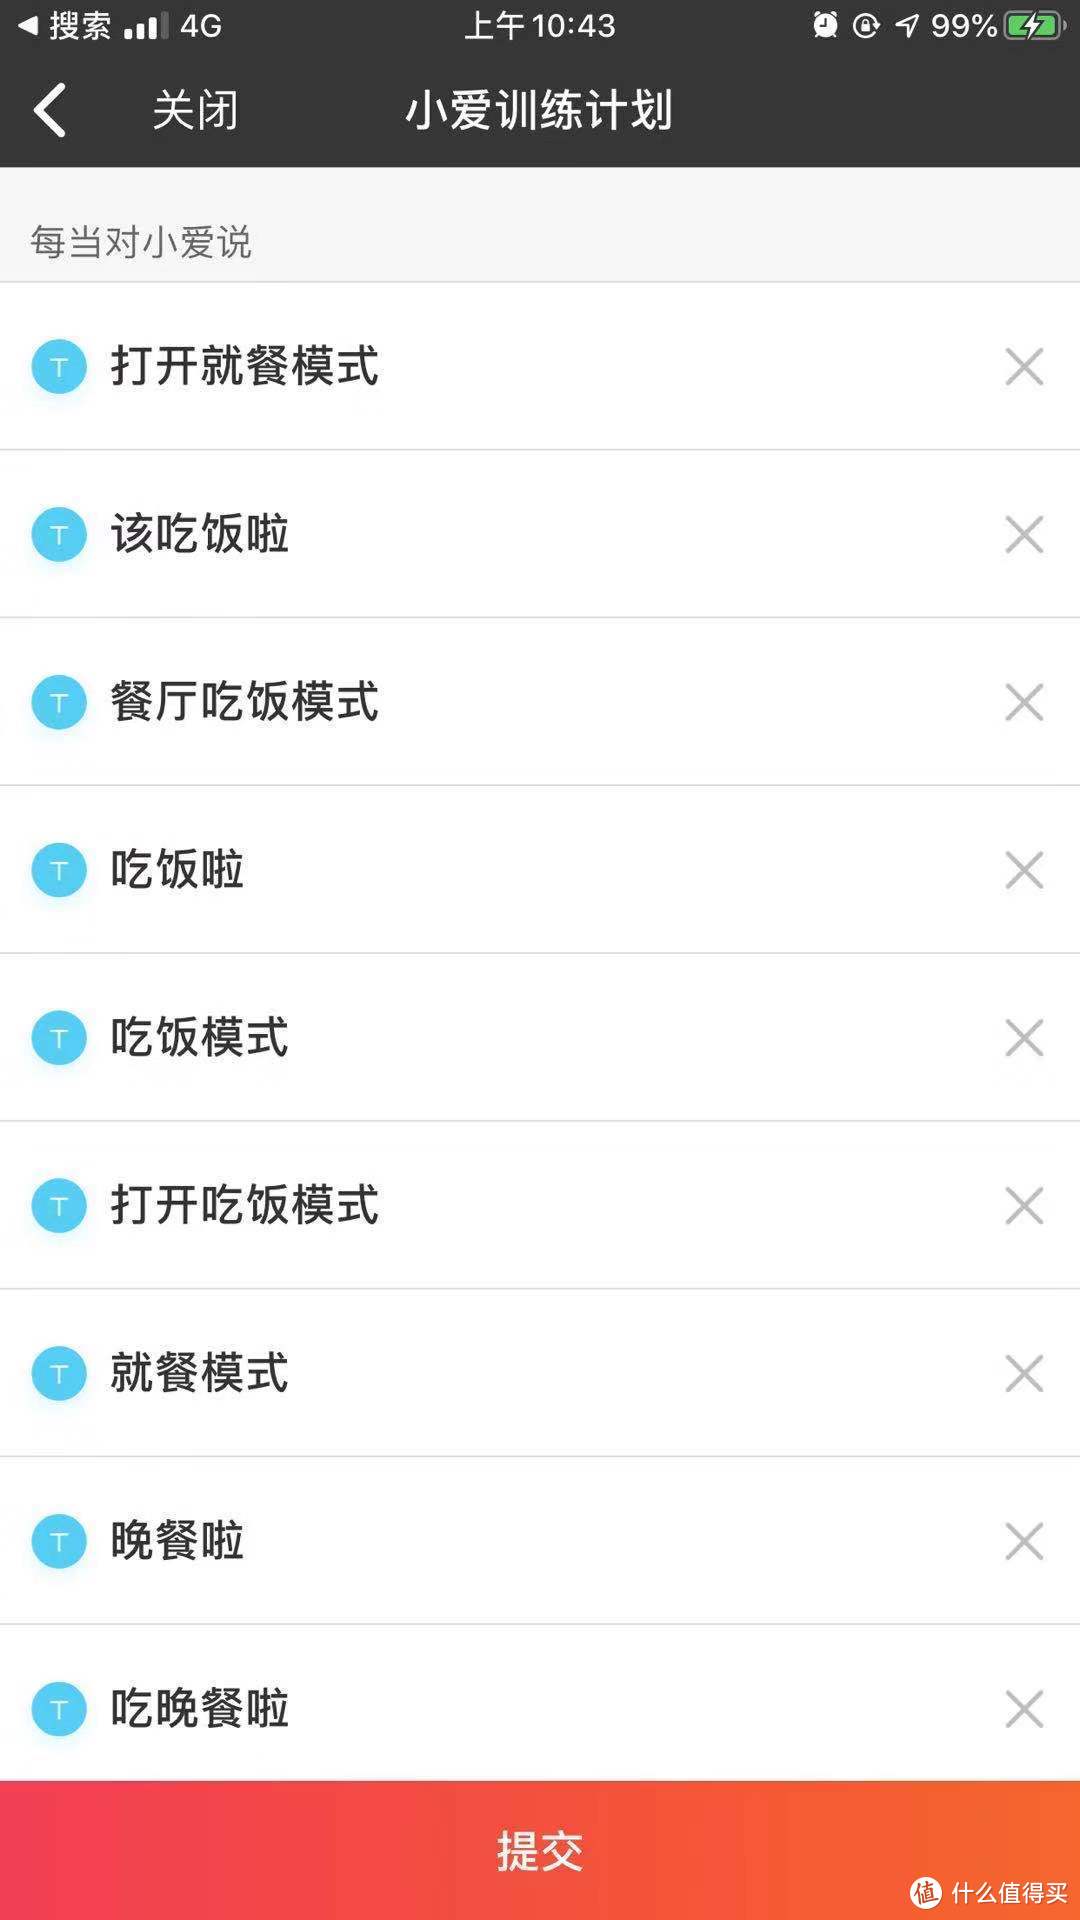 搜索 4G 上午10:43 99%
关闭 小爱训练计划
每当对小爱说
T 打开就餐模式
T 该吃饭啦
T 餐厅吃饭模式
T 吃饭啦
T 吃饭模式
T 打开吃饭模式
T 就餐模式
T 晚餐啦
T 吃晚餐啦
提交
值 什么值得买